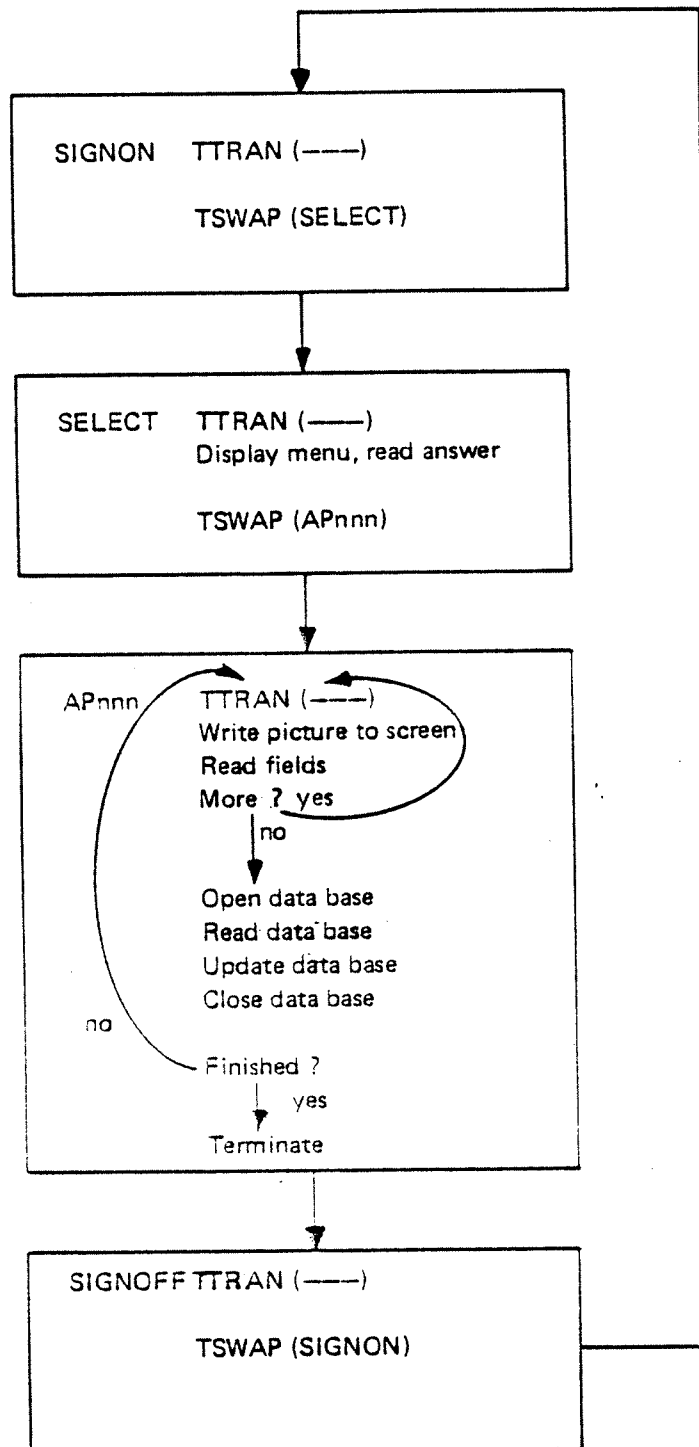 SIGNON TTRAN (———)
TSWAP (SELECT)
SELECT TTRAN (———)
Display menu, read answer
TSWAP (APnnn)
APnnn TTRAN (———)
Write picture to screen
Read fields
More ? yes
no
Open data base
Read data base
Update data base
Close data base
no
Finished ?
yes
Terminate
SIGNOFF TTRAN (———)
TSWAP (SIGNON)